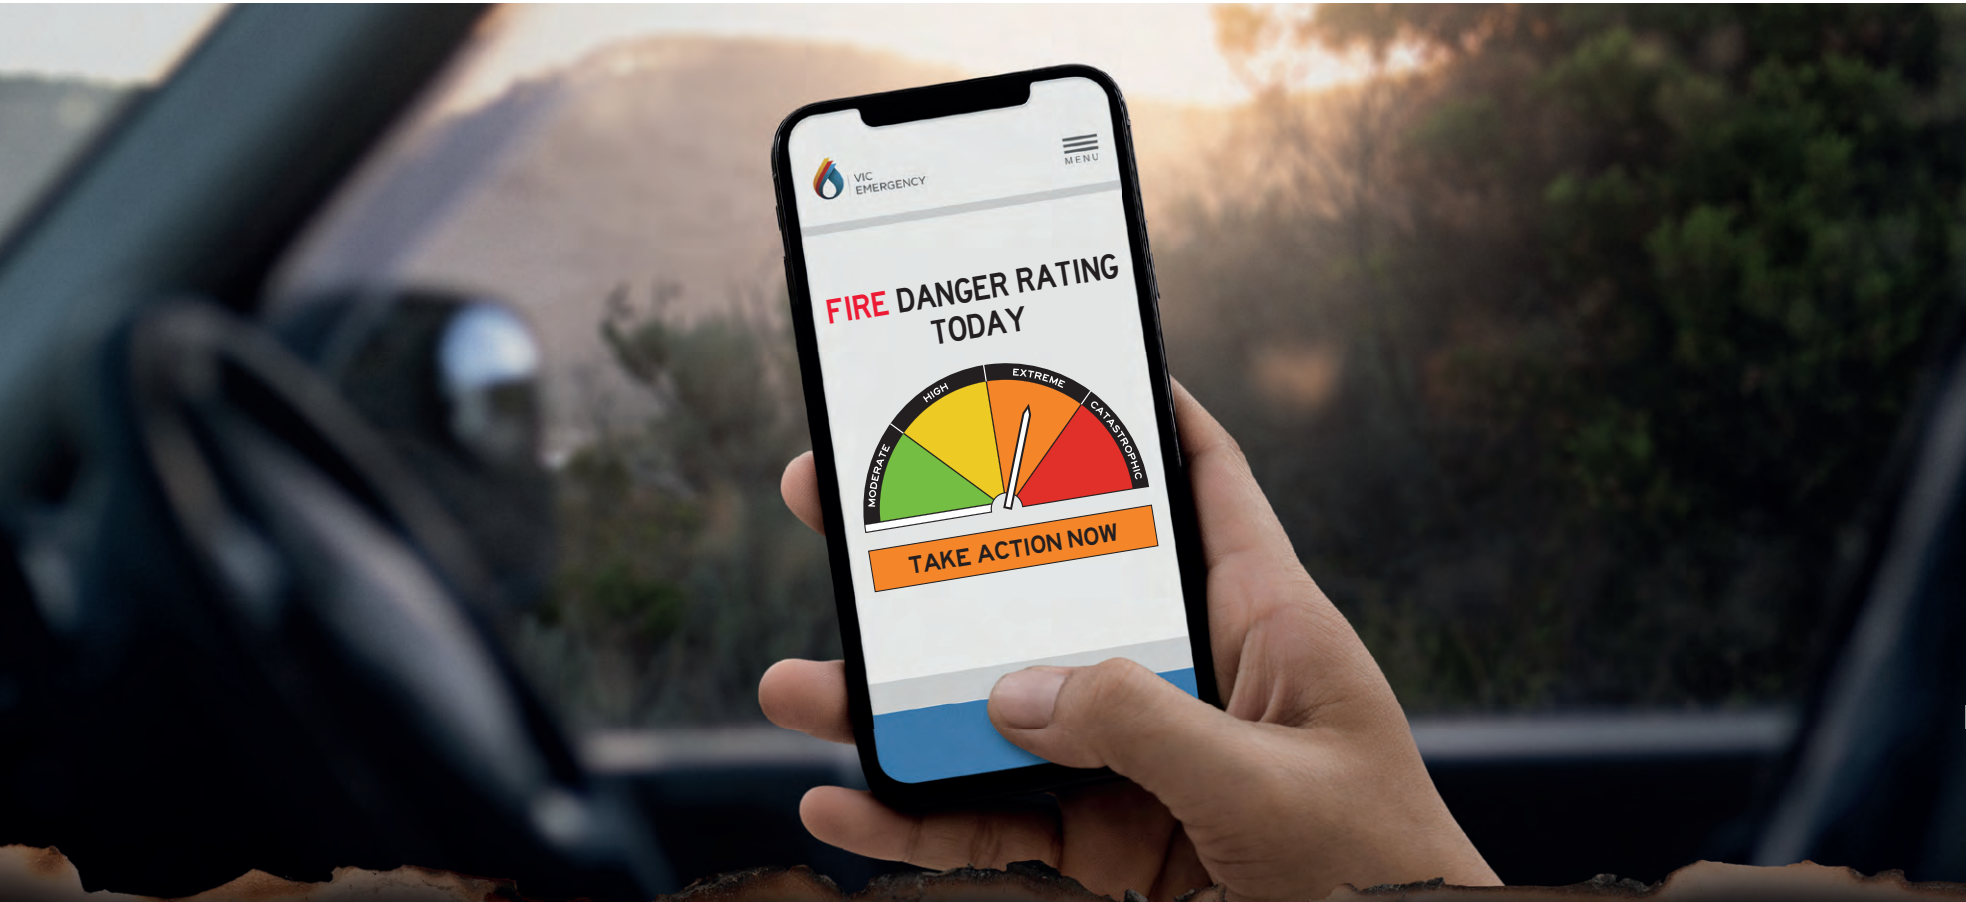 VIC
EMERGENCY
MENU
FIRE DANGER RATING
TODAY
MODERATE
HIGH
EXTREME
CATASTROPHIC
TAKE ACTION NOW